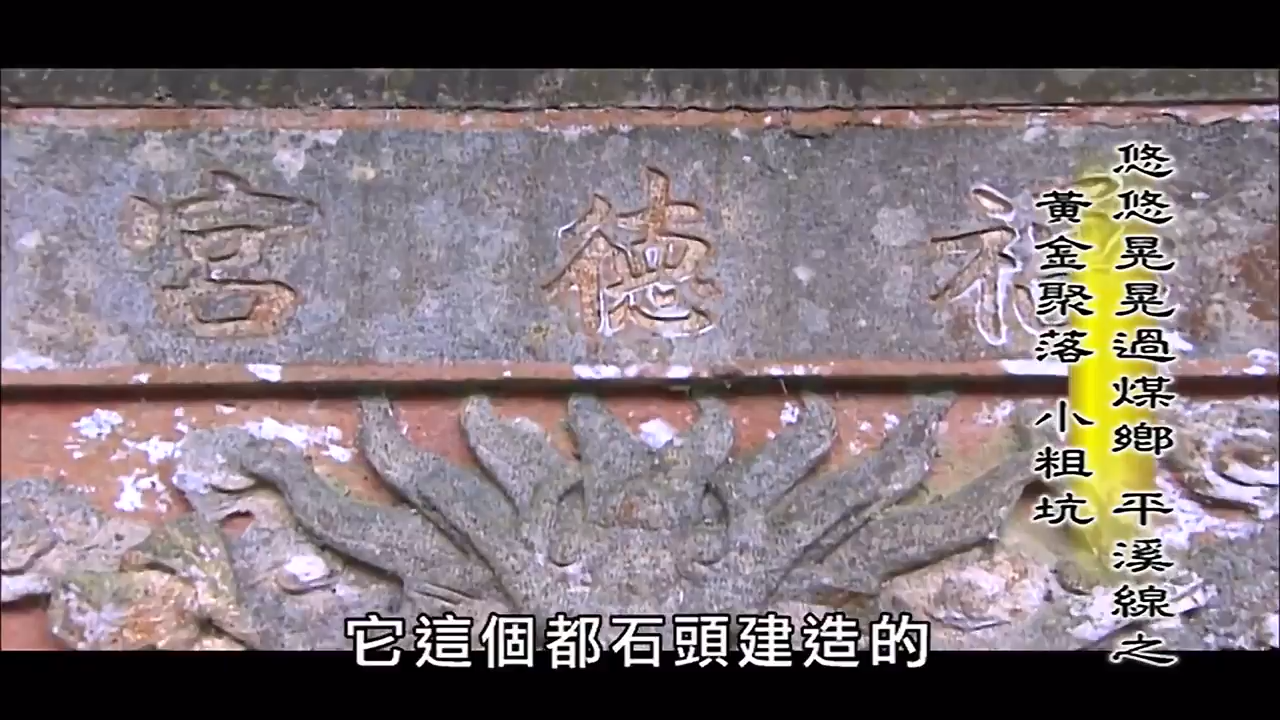 悠悠晃晃過煤鄉 平溪線之
黃金聚落 小粗坑
福德宮
它這個都石頭建造的